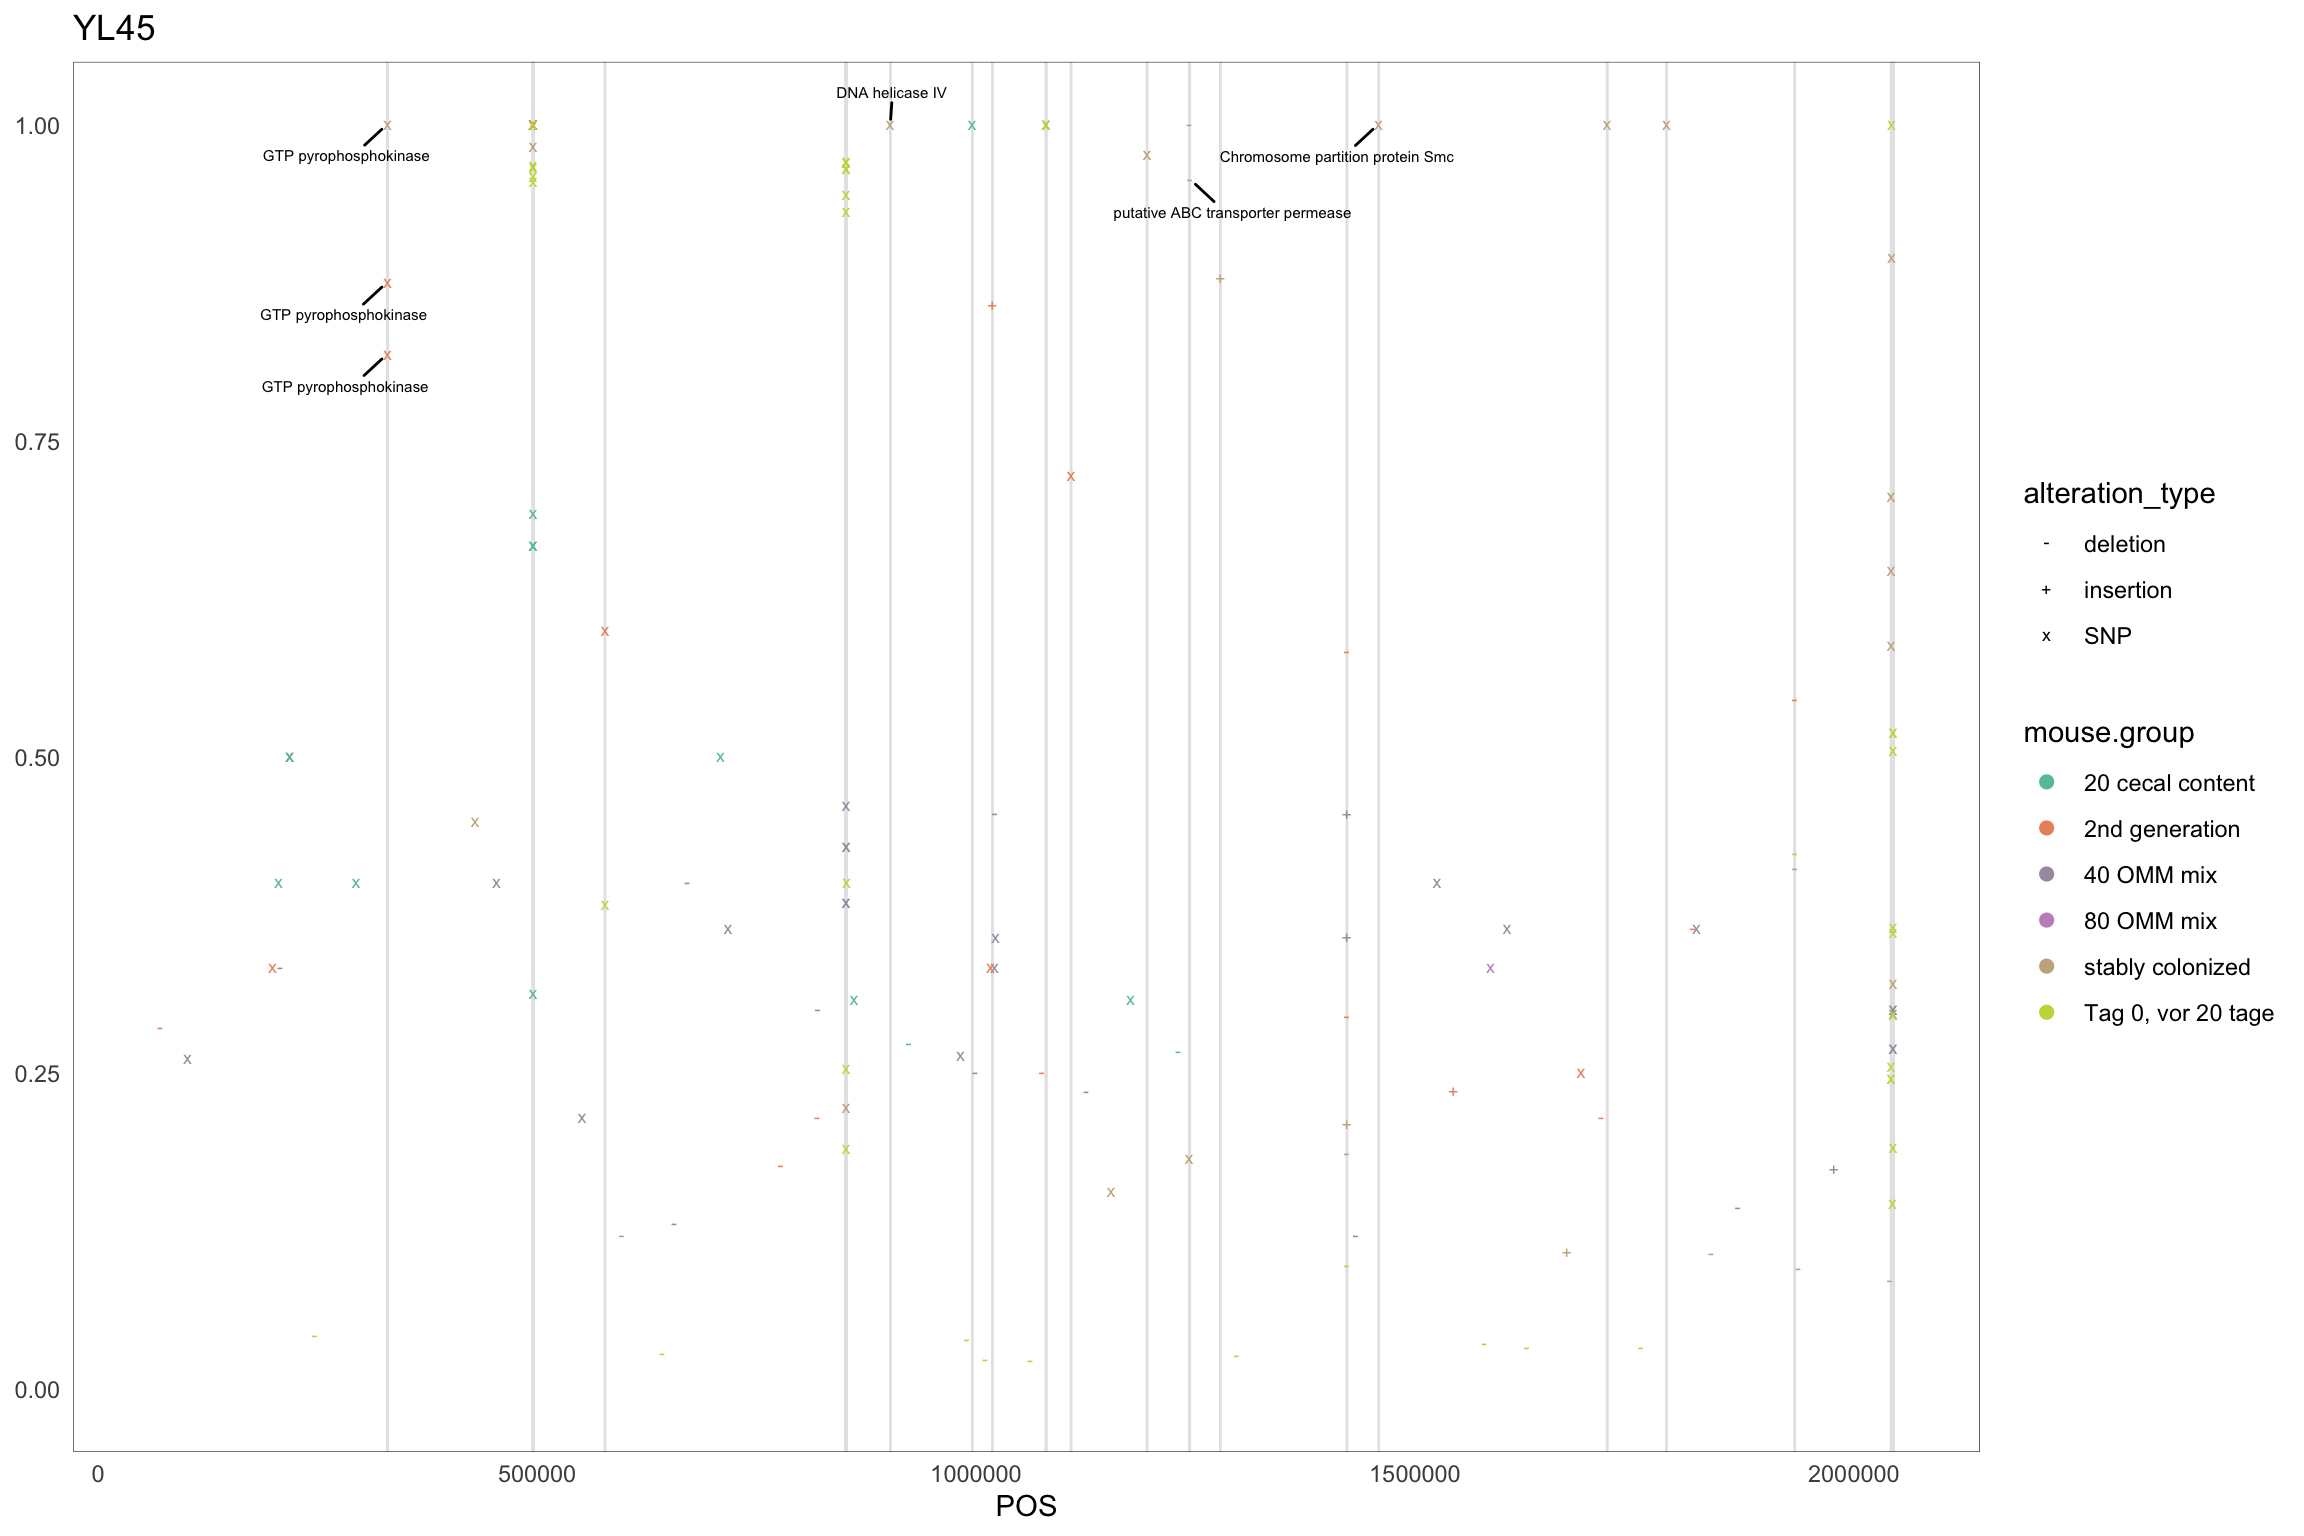 YL45
DNA helicase IV
1.00
GTP pyrophosphokinase
Chromosome partition protein Smc
putative ABC transporter permease
GTP pyrophosphokinase
GTP pyrophosphokinase
0.75
0.50
0.25
0.00
0
500000
1000000
1500000
2000000
POS
alteration_type
- deletion
+ insertion
x SNP
mouse.group
20 cecal content
2nd generation
40 OMM mix
80 OMM mix
stably colonized
Tag 0, vor 20 tage